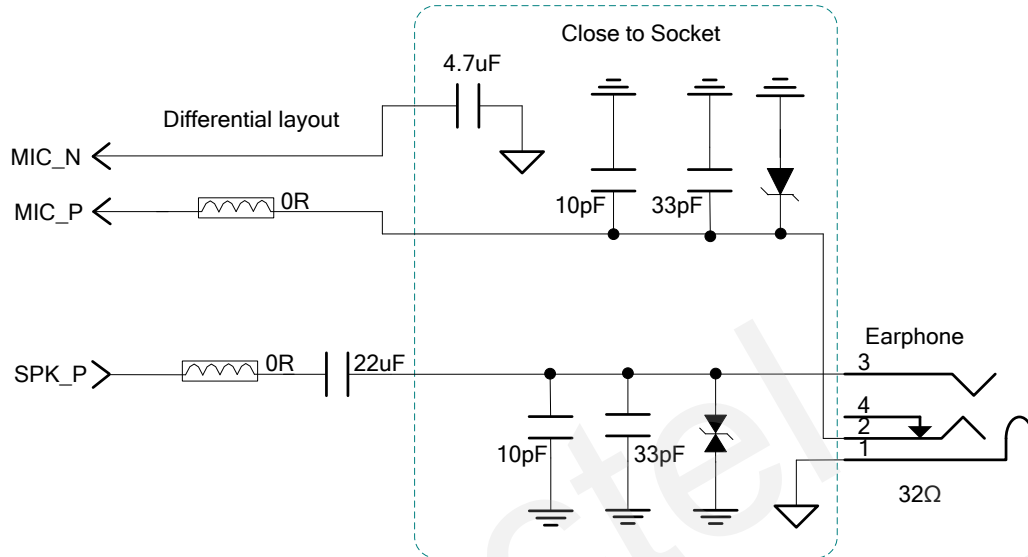 Close to Socket
4.7uF
Differential layout
MIC_N
MIC_P
0R
10pF
33pF
SPK_P
0R
22uF
Earphone
3
4
2
1
10pF
33pF
32Ω
stel